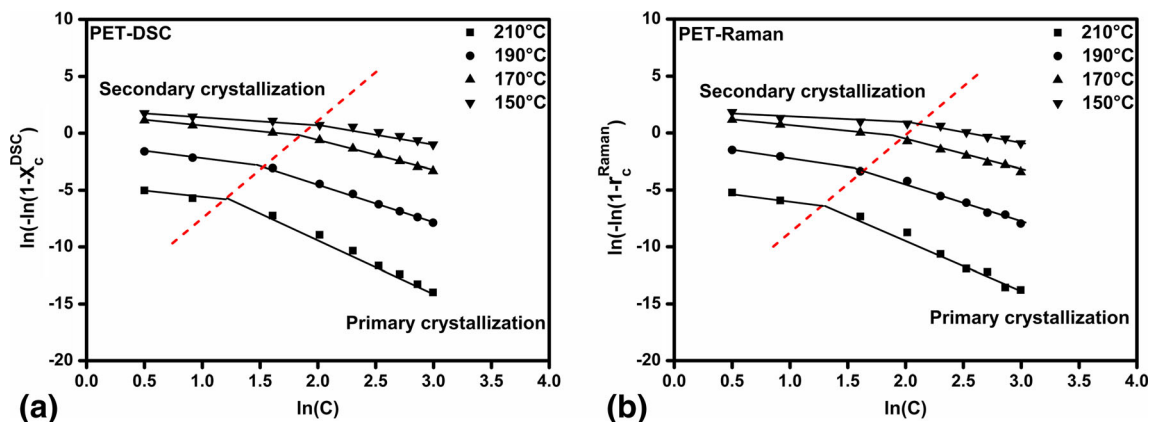 PET-DSC
210°C
190°C
170°C
150°C
Secondary crystallization
Primary crystallization
10
5
0
-5
-10
-15
-20
0.0 0.5 1.0 1.5 2.0 2.5 3.0 3.5 4.0
ln(C)
ln(-ln(1-X_c^DSC)
(a)
PET-Raman
210°C
190°C
170°C
150°C
Secondary crystallization
Primary crystallization
10
5
0
-5
-10
-15
-20
0.0 0.5 1.0 1.5 2.0 2.5 3.0 3.5 4.0
ln(C)
ln(-ln(1-r_c^Raman)
(b)